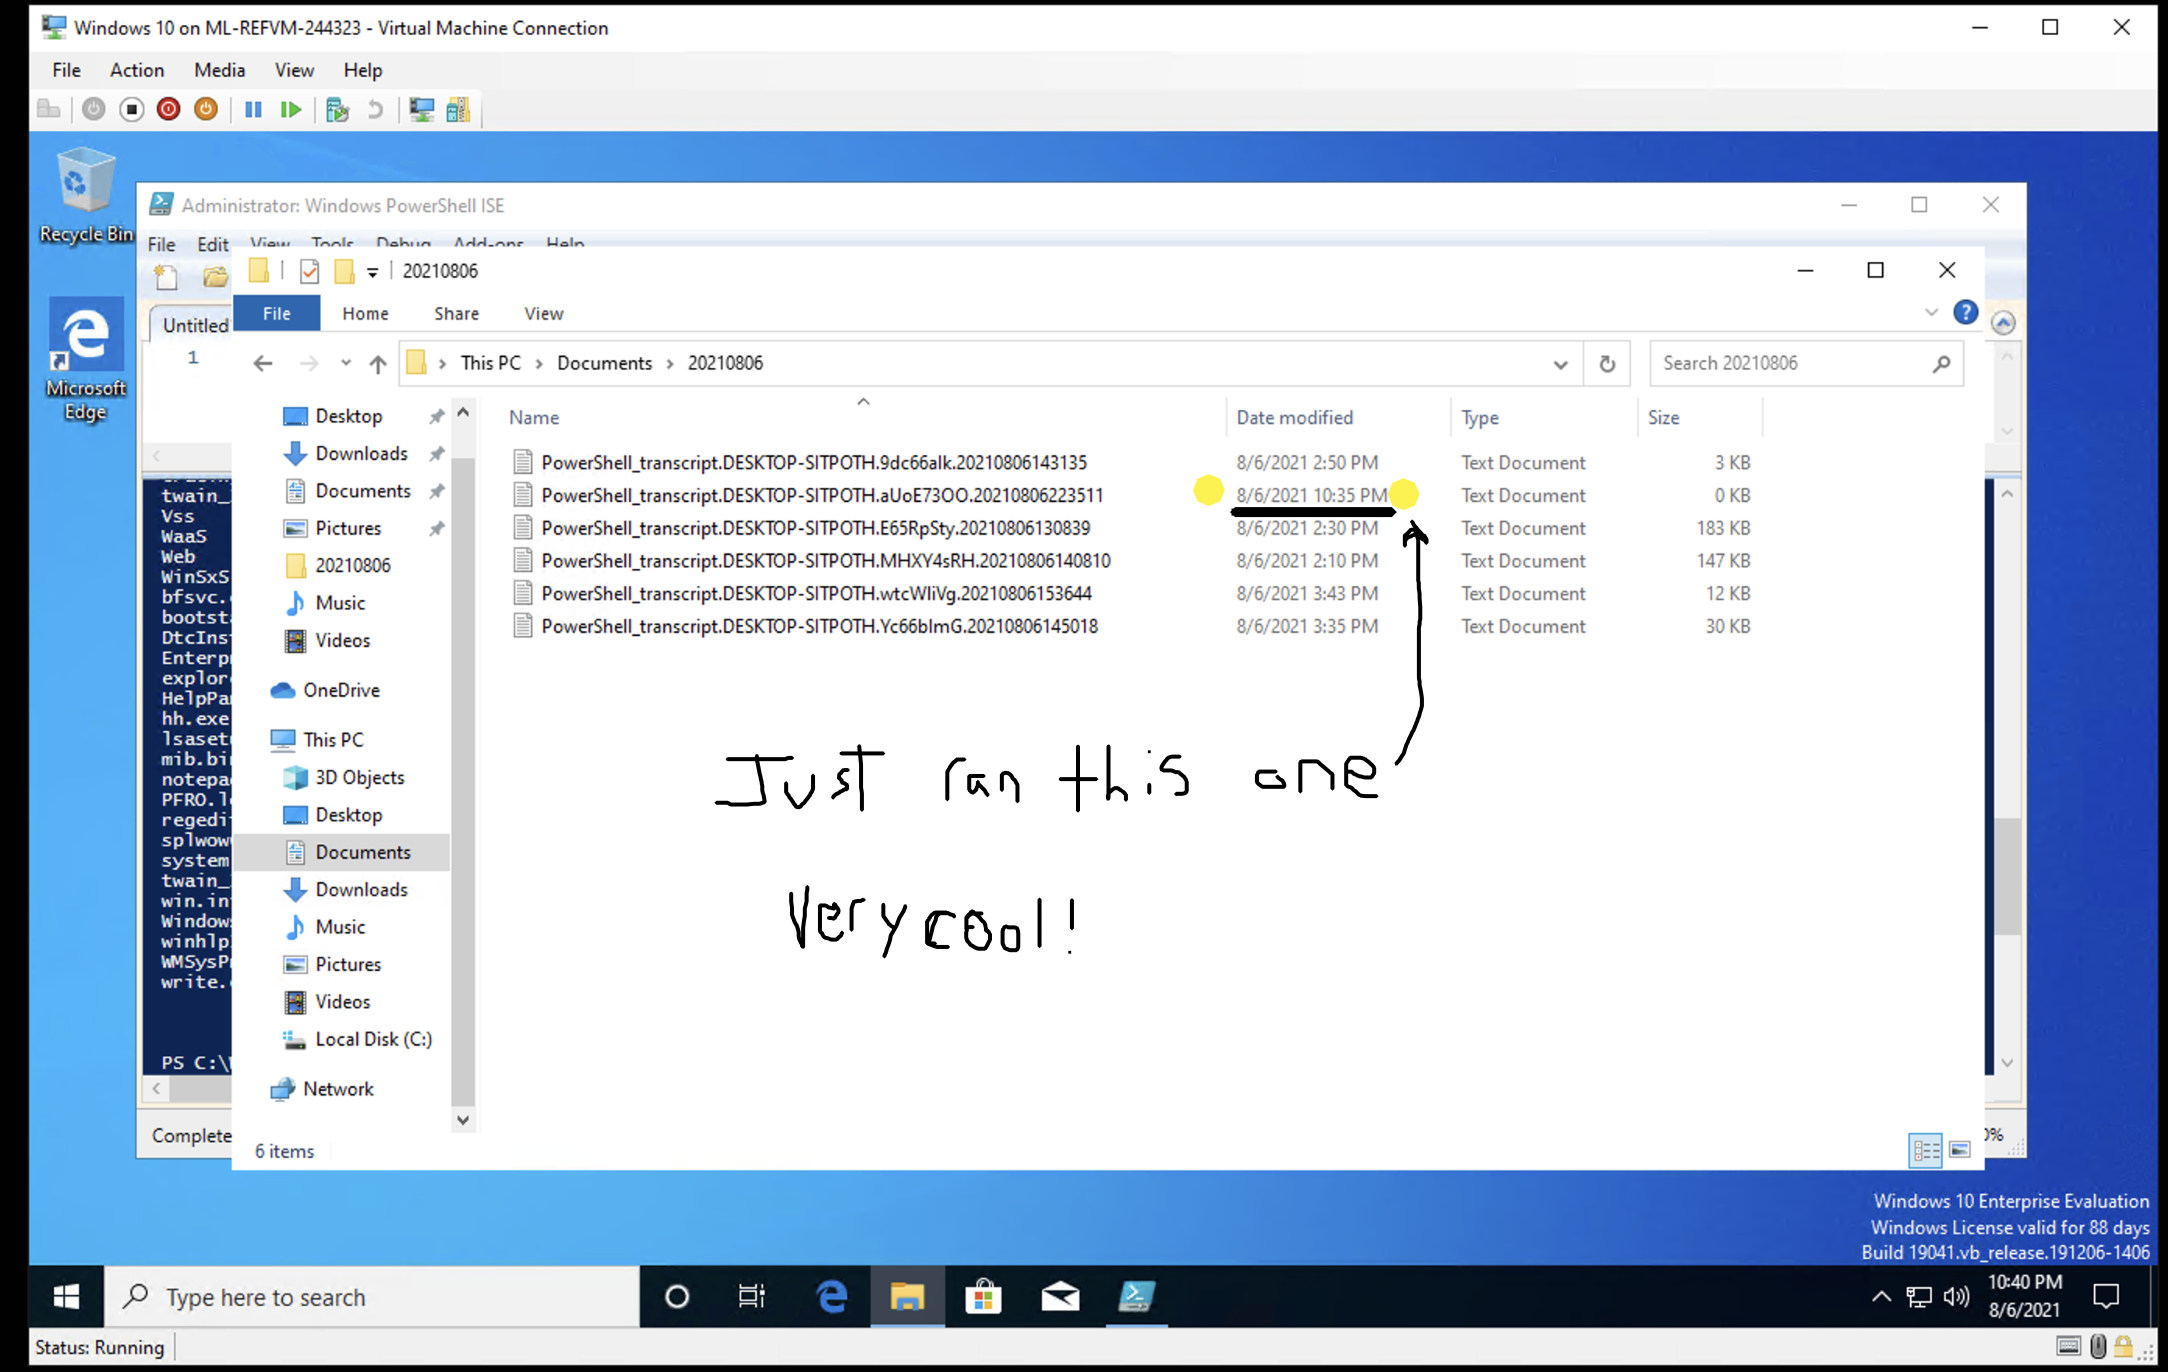 Windows 10 on ML-REFVM-244323 - Virtual Machine Connection
File Action Media View Help
Recycle Bin
Microsoft
Edge
Administrator: Windows PowerShell ISE
File Edit View Tools Debug Add-ons Help
Untitled
1
20210806
File Home Share View
This PC > Documents > 20210806
Search 20210806
Name Date modified Type Size
PowerShell_transcript.DESKTOP-SITPOTH.9dc66alk.20210806143135 8/6/2021 2:50 PM Text Document 3 KB
PowerShell_transcript.DESKTOP-SITPOTH.aUoE73OO.20210806223511 8/6/2021 10:35 PM Text Document 0 KB
PowerShell_transcript.DESKTOP-SITPOTH.E65RpSty.20210806130839 8/6/2021 2:30 PM Text Document 183 KB
PowerShell_transcript.DESKTOP-SITPOTH.MHXY4sRH.20210806140810 8/6/2021 2:10 PM Text Document 147 KB
PowerShell_transcript.DESKTOP-SITPOTH.wtcWIiVg.20210806153644 8/6/2021 3:43 PM Text Document 12 KB
PowerShell_transcript.DESKTOP-SITPOTH.Yc66bImG.20210806145018 8/6/2021 3:35 PM Text Document 30 KB
Desktop
Downloads
Documents
Pictures
20210806
Music
Videos
OneDrive
This PC
3D Objects
Desktop
Documents
Downloads
Music
Pictures
Videos
Local Disk (C:)
Network
6 items
Just ran this one
Very cool!
twain_
Vss
WaaS
Web
WinSxS
bfsvc.
bootst
DtcIns
Enterp
explor
HelpPa
hh.exe
lsaset
mib.bi
notepa
PFRO.l
regedi
splwow
system
twain_
win.in
Window
winhlp
WMSysP
write.
PS C:\
Complete
0%
Windows 10 Enterprise Evaluation
Windows License valid for 88 days
Build 19041.vb_release.191206-1406
Type here to search
10:40 PM
8/6/2021
Status: Running